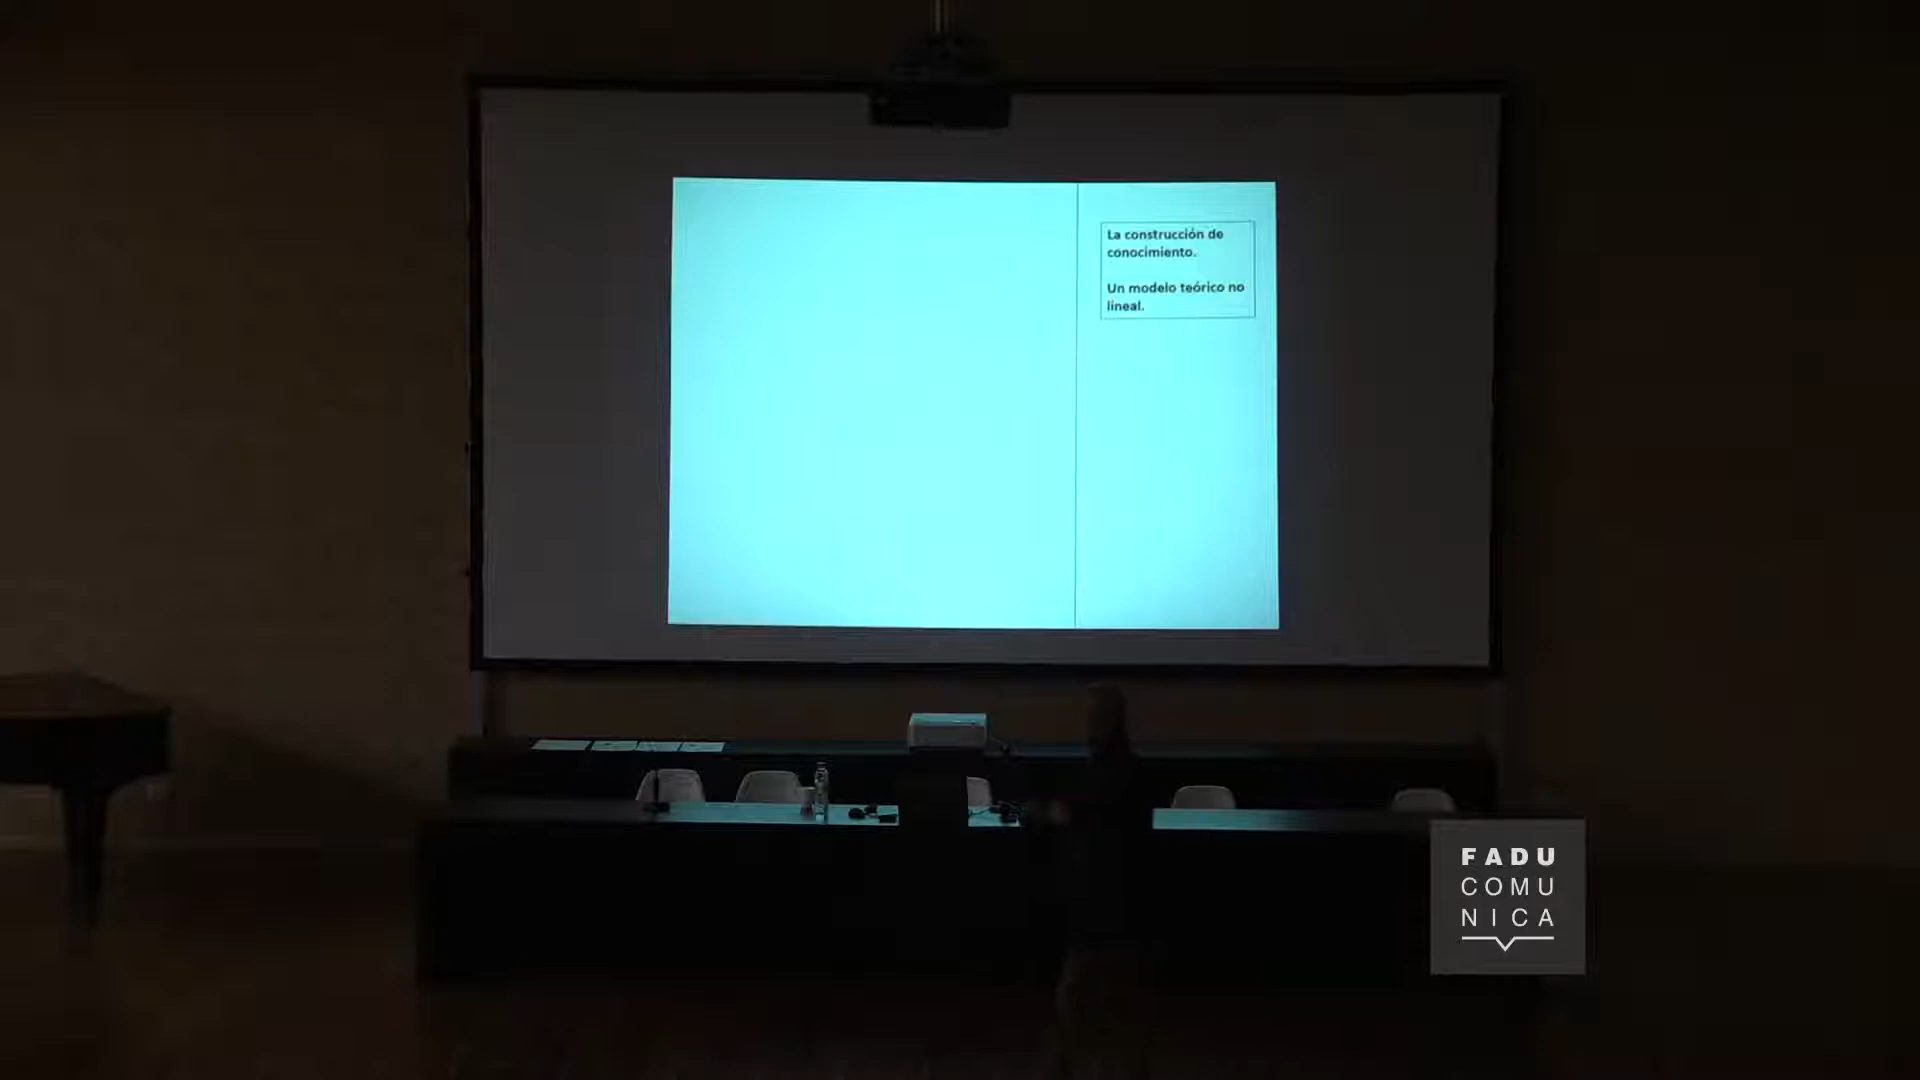 La construcción de
conocimiento.
Un modelo teórico no
lineal.
FADU
COMU
NICA